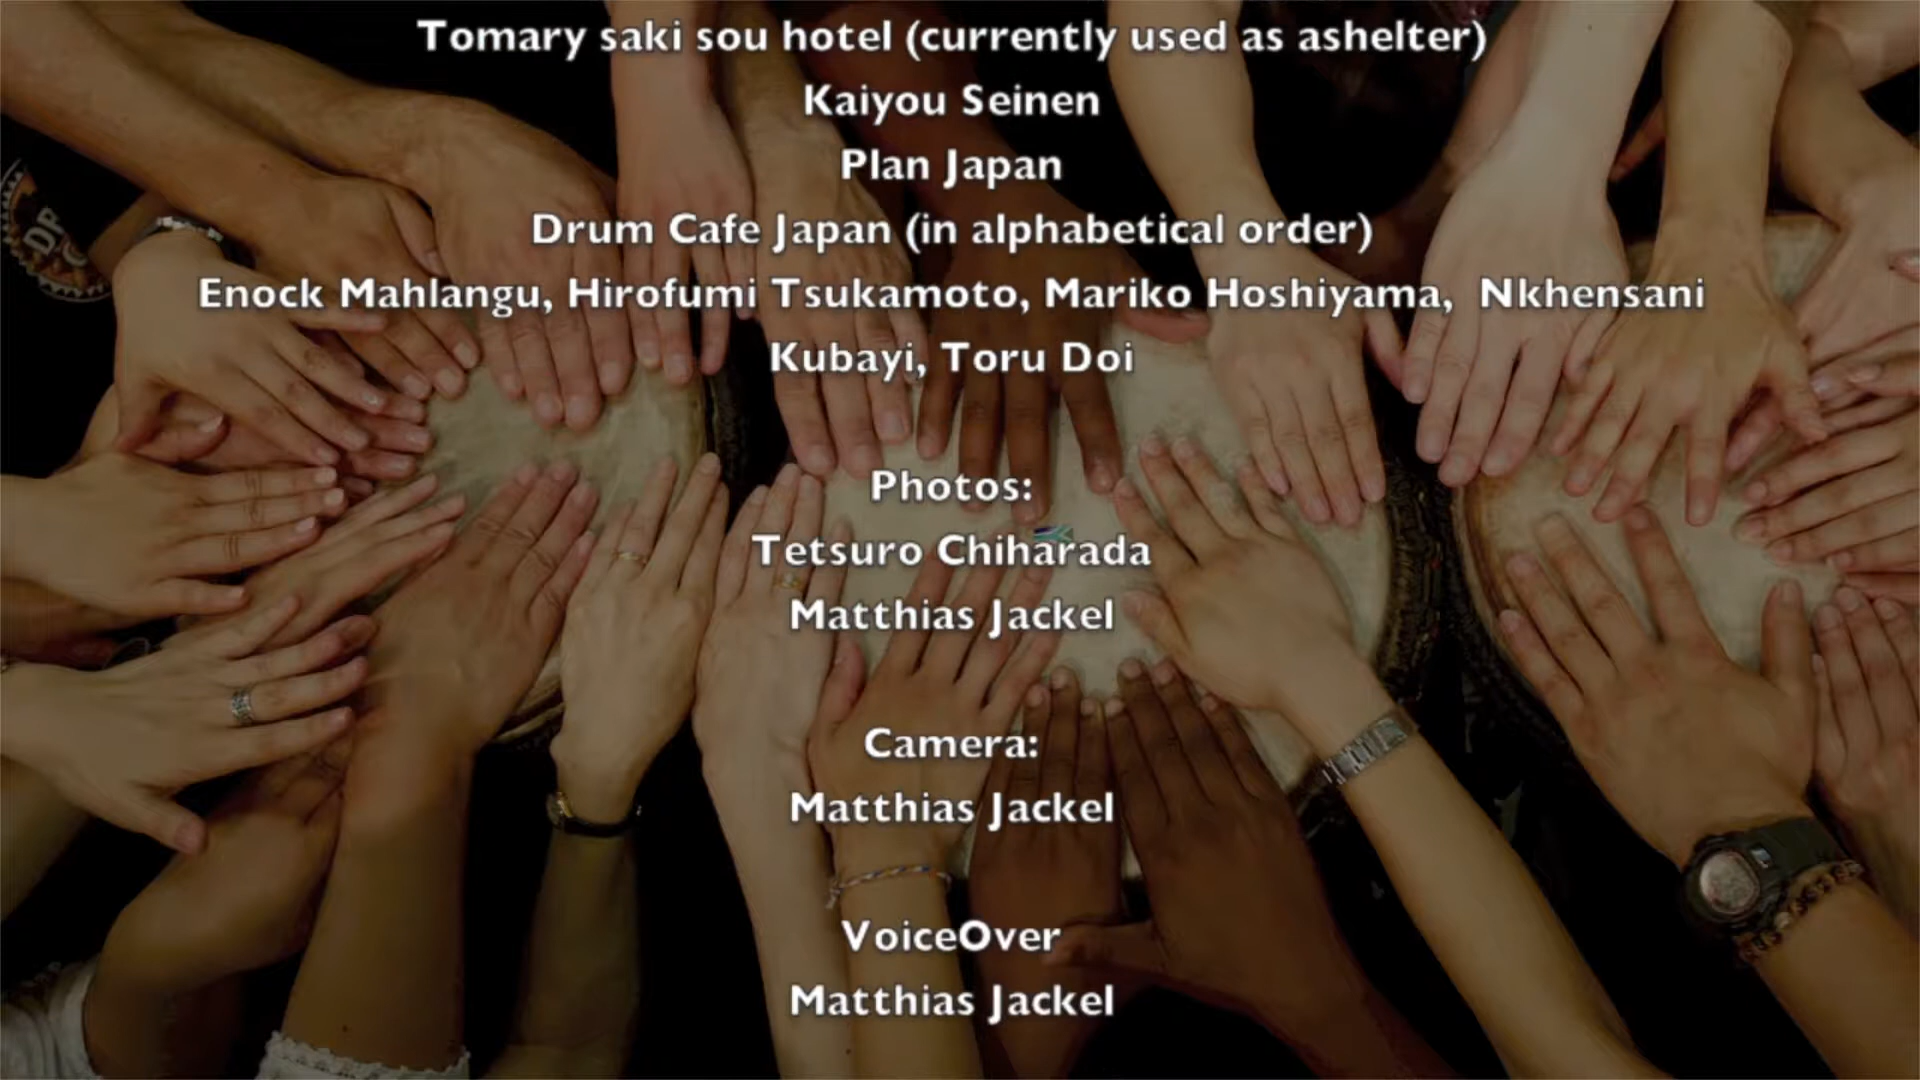 Tomary saki sou hotel (currently used as ashelter)
Kaiyou Seinen
Plan Japan
Drum Cafe Japan (in alphabetical order)
Enock Mahlangu, Hirofumi Tsukamoto, Mariko Hoshiyama, Nkhensani
Kubayi, Toru Doi
Photos:
Tetsuro Chiharada
Matthias Jackel
Camera:
Matthias Jackel
VoiceOver
Matthias Jackel